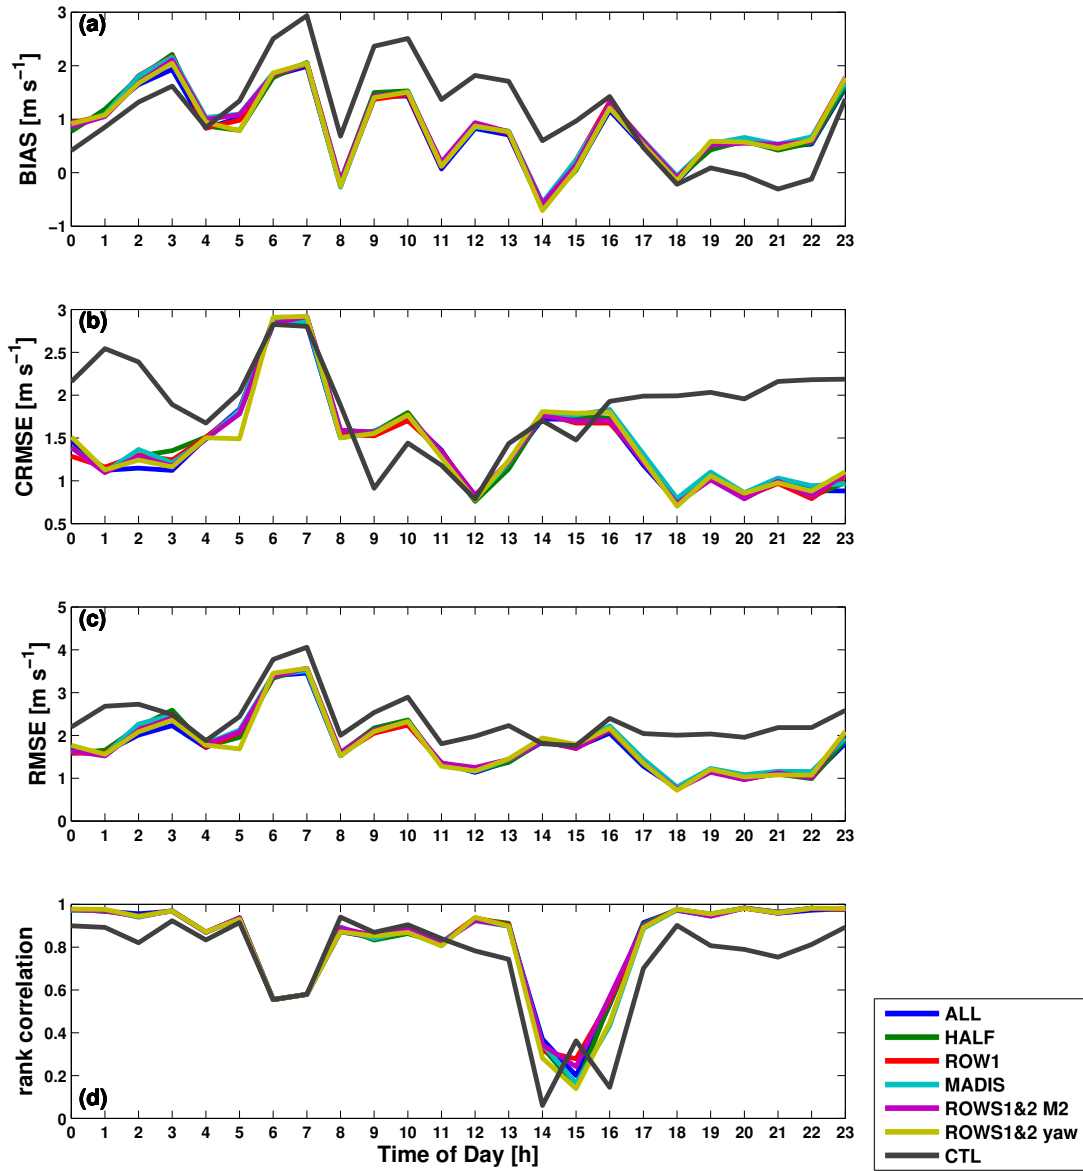 (a)
BIAS [m s⁻¹]
3
2
1
0
−1
0 1 2 3 4 5 6 7 8 9 10 11 12 13 14 15 16 17 18 19 20 21 22 23
(b)
CRMSE [m s⁻¹]
3
2.5
2
1.5
1
0.5
0 1 2 3 4 5 6 7 8 9 10 11 12 13 14 15 16 17 18 19 20 21 22 23
(c)
RMSE [m s⁻¹]
5
4
3
2
1
0
0 1 2 3 4 5 6 7 8 9 10 11 12 13 14 15 16 17 18 19 20 21 22 23
rank correlation
1
0.8
0.6
0.4
0.2
0
(d)
0 1 2 3 4 5 6 7 8 9 10 11 12 13 14 15 16 17 18 19 20 21 22 23
Time of Day [h]
ALL
HALF
ROW1
MADIS
ROWS1&2 M2
ROWS1&2 yaw
CTL